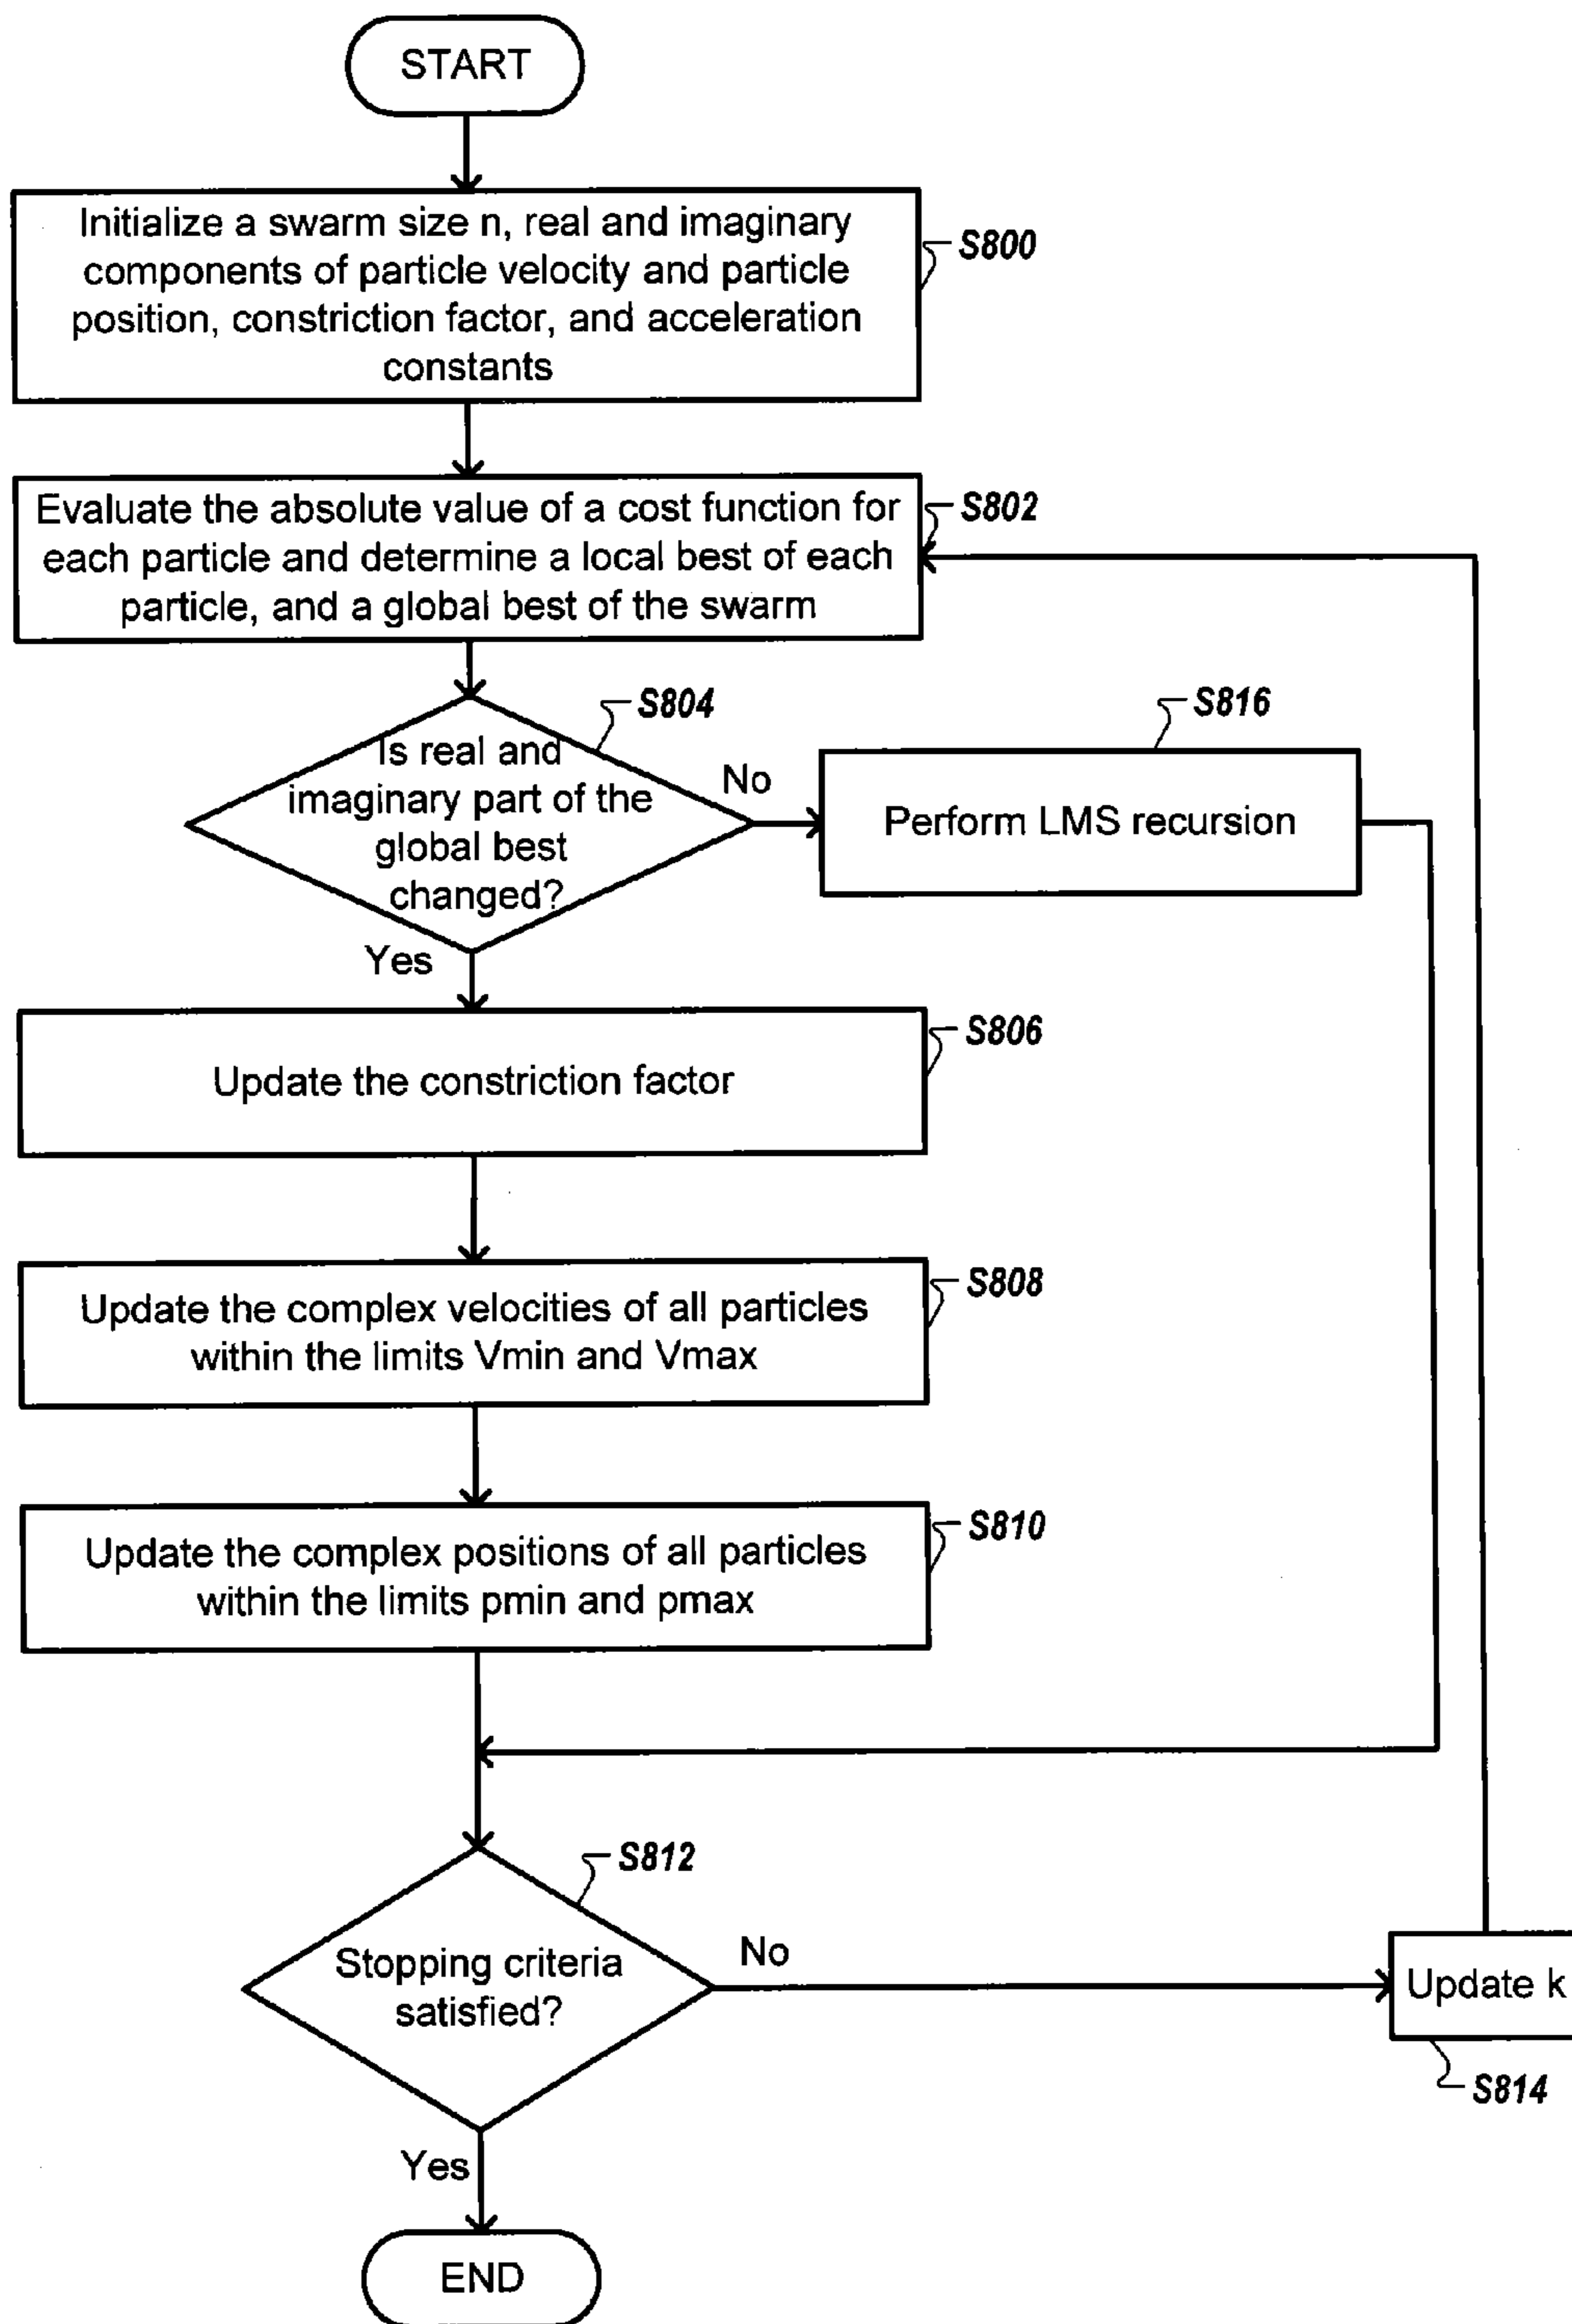 START
Initialize a swarm size n, real and imaginary
components of particle velocity and particle
position, constriction factor, and acceleration
constants
S800
Evaluate the absolute value of a cost function for
each particle and determine a local best of each
particle, and a global best of the swarm
S802
Is real and
imaginary part of the
global best
changed?
S804
No
Yes
Perform LMS recursion
S816
Update the constriction factor
S806
Update the complex velocities of all particles
within the limits Vmin and Vmax
S808
Update the complex positions of all particles
within the limits pmin and pmax
S810
Stopping criteria
satisfied?
S812
No
Update k
S814
Yes
END